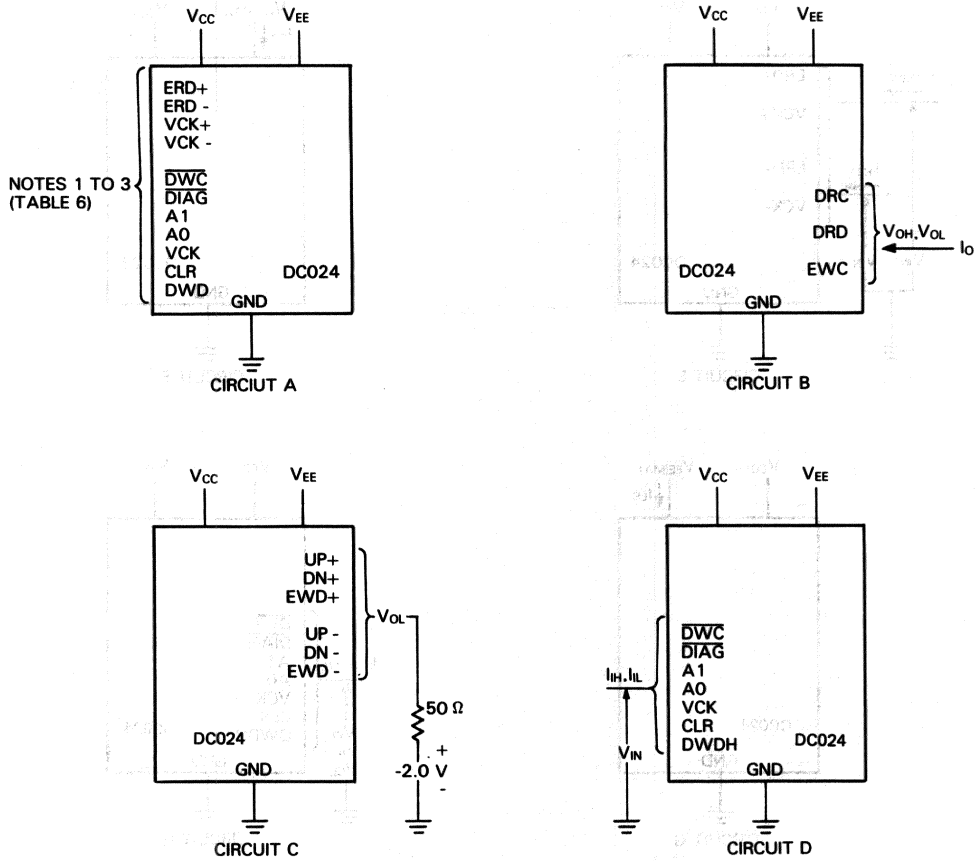 VCC
VEE
ERD+
ERD -
VCK+
VCK -
DWC
DIAG
A1
A0
VCK
CLR
DWD
NOTES 1 TO 3
(TABLE 6)
DC024
GND
CIRCIUT A
VCC
VEE
DRC
DRD
EWC
VOH,VOL
IO
DC024
GND
CIRCUIT B
VCC
VEE
UP+
DN+
EWD+
UP -
DN -
EWD -
VOL
50 Ω
+
-2.0 V
-
DC024
GND
CIRCUIT C
VCC
VEE
DWC
DIAG
A1
A0
VCK
CLR
DWDH
IIH,IIL
VIN
DC024
GND
CIRCUIT D